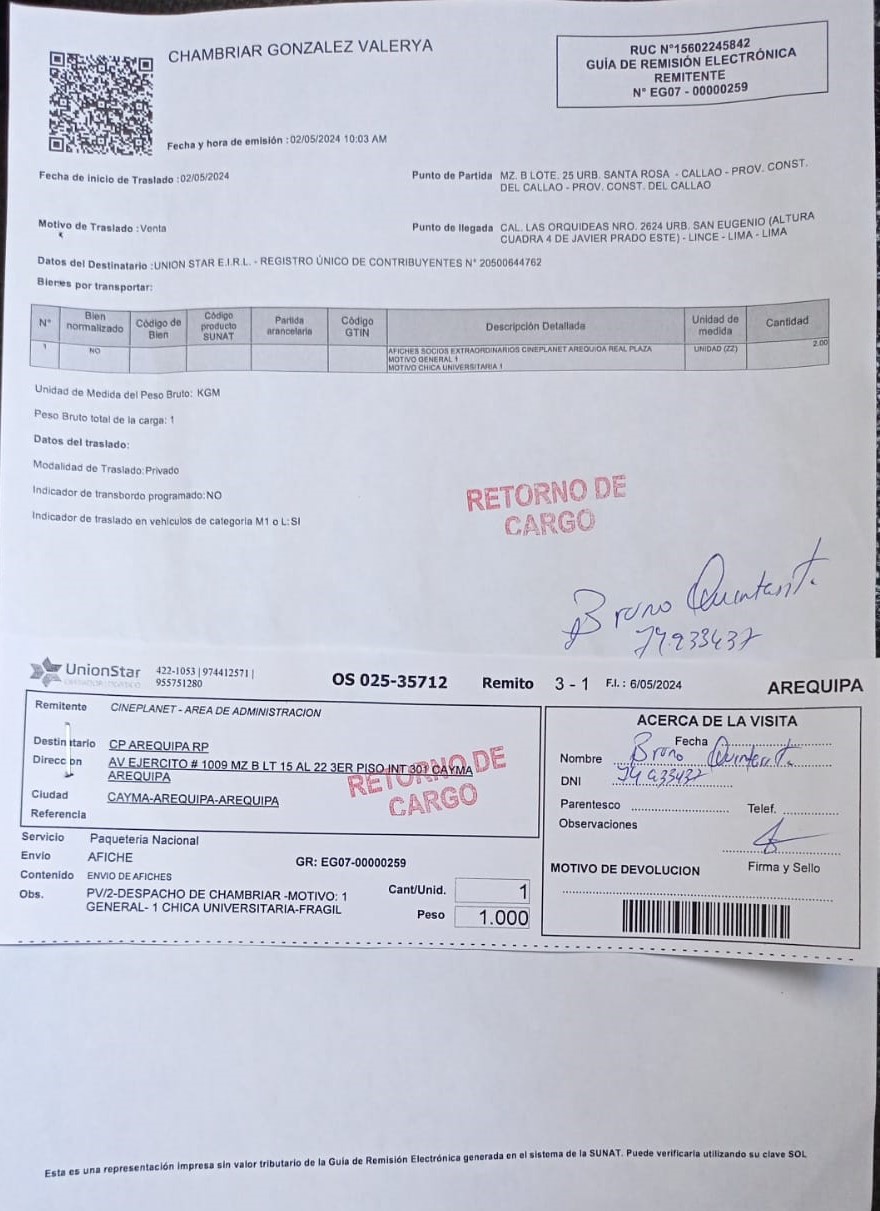 CHAMBRIAR GONZALEZ VALERYA
RUC N°15602245842
GUÍA DE REMISIÓN ELECTRÓNICA
REMITENTE
N° EG07 - 00000259
Fecha y hora de emisión :02/05/2024 10:03 AM
Fecha de inicio de Traslado :02/05/2024
Punto de Partida MZ. B LOTE. 25 URB. SANTA ROSA - CALLAO - PROV. CONST.
DEL CALLAO - PROV. CONST. DEL CALLAO
Motivo de Traslado :Venta
Punto de llegada CAL. LAS ORQUIDEAS NRO. 2624 URB. SAN EUGENIO (ALTURA
CUADRA 4 DE JAVIER PRADO ESTE) - LINCE - LIMA - LIMA
Datos del Destinatario :UNION STAR E.I.R.L. - REGISTRO ÚNICO DE CONTRIBUYENTES N° 20500644762
Bienes por transportar:
N° Bien normalizado Código de Bien Código producto SUNAT Partida arancelaria Código GTIN Descripción Detallada Unidad de medida Cantidad
1 NO AFICHES SOCIOS EXTRAORDINARIOS CINEPLANET AREQUIOA REAL PLAZA UNIDAD (ZZ) 2.00
MOTIVO GENERAL 1
MOTIVO CHICA UNIVERSITARIA 1
Unidad de Medida del Peso Bruto: KGM
Peso Bruto total de la carga: 1
Datos del traslado:
Modalidad de Traslado:Privado
Indicador de transbordo programado:NO
Indicador de traslado en vehículos de categoría M1 o L:SI
RETORNO DE
CARGO
Bruno Quintast.
74933437
UnionStar
422-1053 | 974412571 |
955751280
OS 025-35712 Remito 3 - 1 F.I. : 6/05/2024 AREQUIPA
Remitente CINEPLANET - AREA DE ADMINISTRACION
Destinatario CP AREQUIPA RP
Direccion AV EJERCITO # 1009 MZ B LT 15 AL 22 3ER PISO INT 301 CAYMA
AREQUIPA
Ciudad CAYMA-AREQUIPA-AREQUIPA
Referencia
RETORNO DE
CARGO
Servicio Paqueteria Nacional
Envio AFICHE
GR: EG07-00000259
Contenido ENVIO DE AFICHES
Obs. PV/2-DESPACHO DE CHAMBRIAR -MOTIVO: 1
GENERAL- 1 CHICA UNIVERSITARIA-FRAGIL
Cant/Unid. 1
Peso 1.000
ACERCA DE LA VISITA
Fecha
Nombre Bruno Quintast.
DNI 74933437
Parentesco Telef.
Observaciones
Firma y Sello
MOTIVO DE DEVOLUCION
Esta es una representación impresa sin valor tributario de la Guía de Remisión Electrónica generada en el sistema de la SUNAT. Puede verificarla utilizando su clave SOL